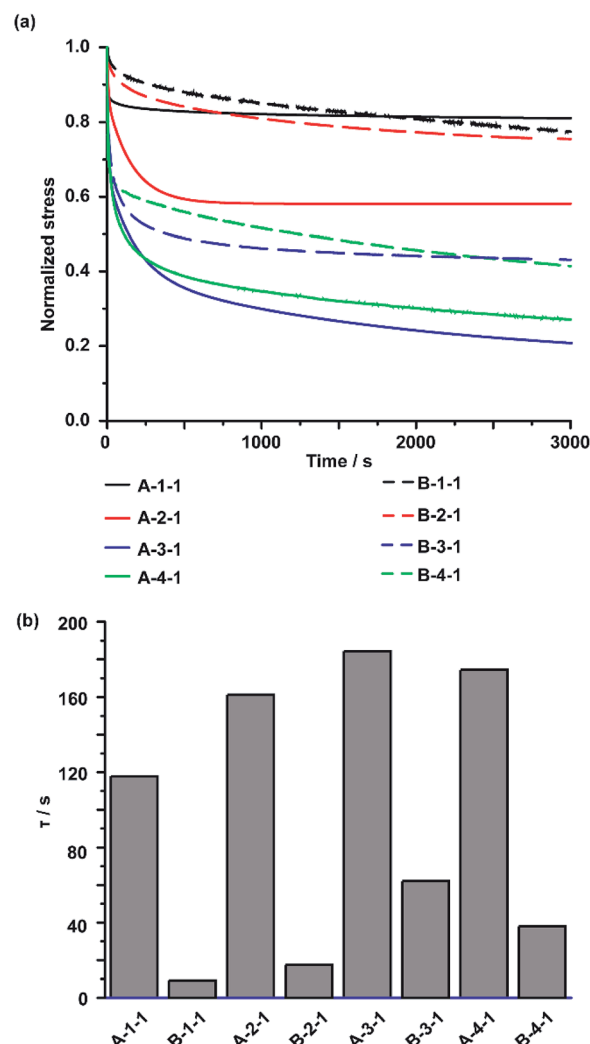 (a)
1.0
0.8
0.6
0.4
0.2
0.0
Normalized stress
0 1000 2000 3000
Time / s
A-1-1 B-1-1
A-2-1 B-2-1
A-3-1 B-3-1
A-4-1 B-4-1
(b)
200
160
120
80
40
0
τ / s
A-1-1 B-1-1 A-2-1 B-2-1 A-3-1 B-3-1 A-4-1 B-4-1